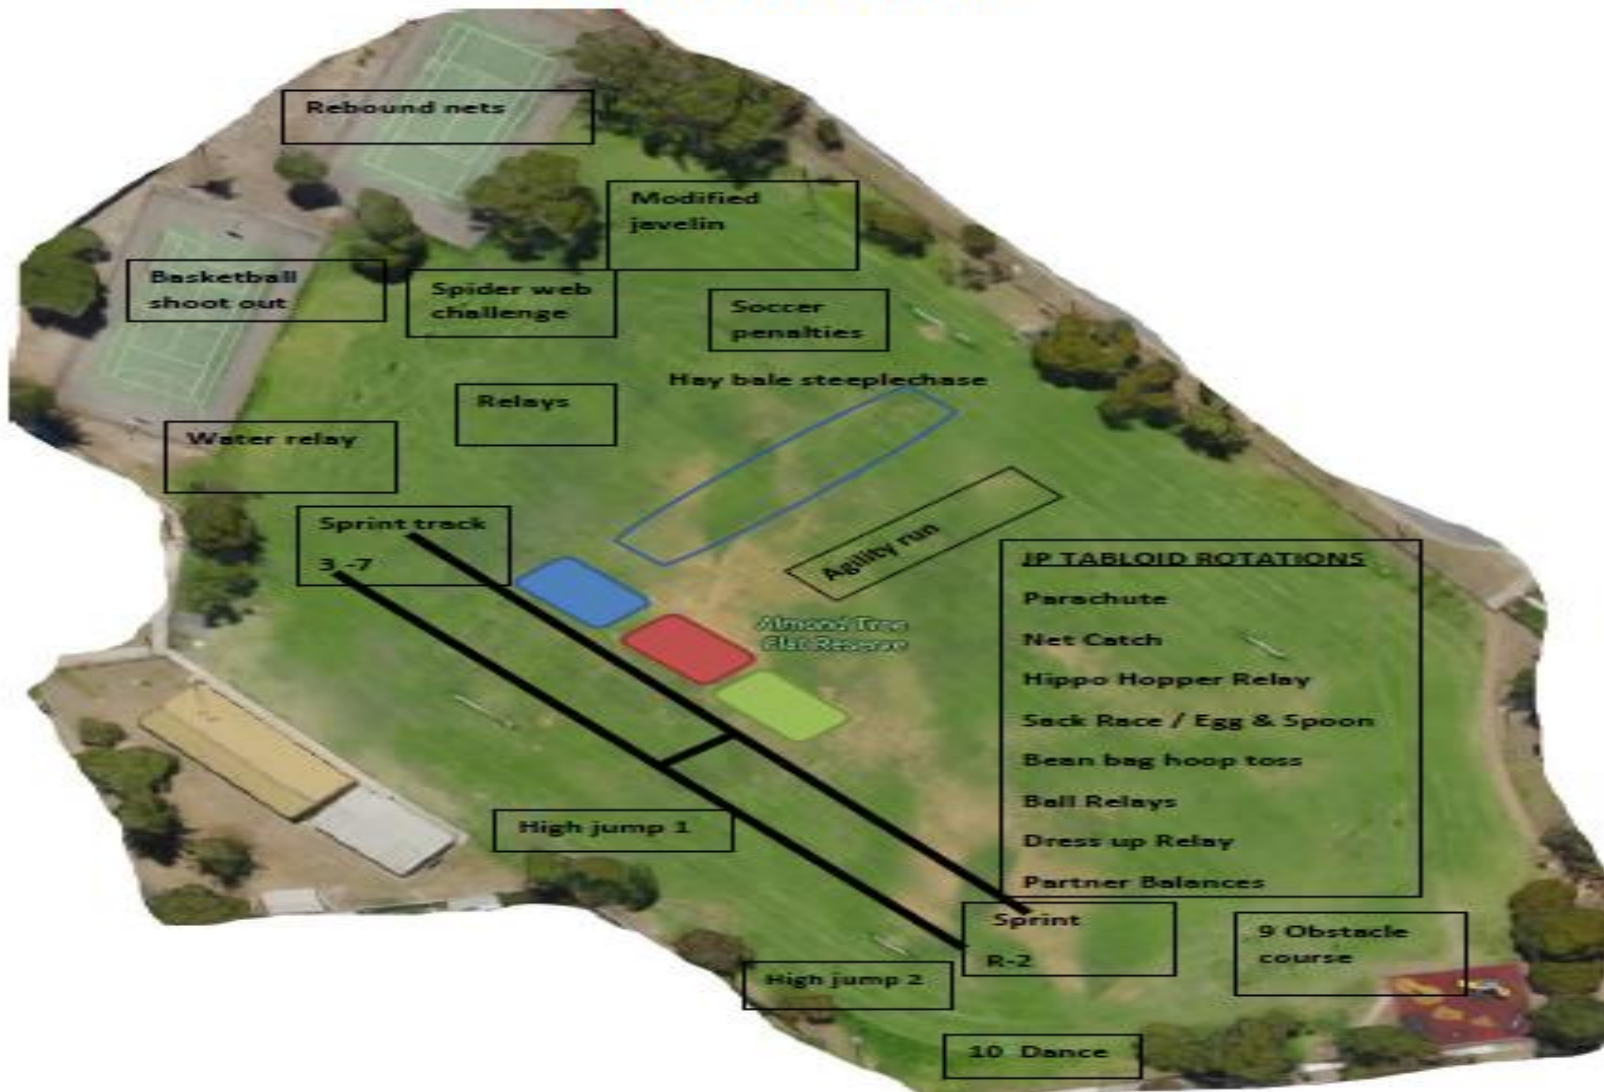 Rebound nets
Modified
javelin
Basketball
shoot out
Spider web
challenge
Soccer
penalties
Hay bale steeplechase
Relays
Water relay
Sprint track
3 -7
Agility run
Almond Tree
Flat Reserve
JP TABLOID ROTATIONS
Parachute
Net Catch
Hippo Hopper Relay
Sack Race / Egg & Spoon
Bean bag hoop toss
Ball Relays
Dress up Relay
Partner Balances
High jump 1
Sprint
R-2
9 Obstacle
course
High jump 2
10 Dance